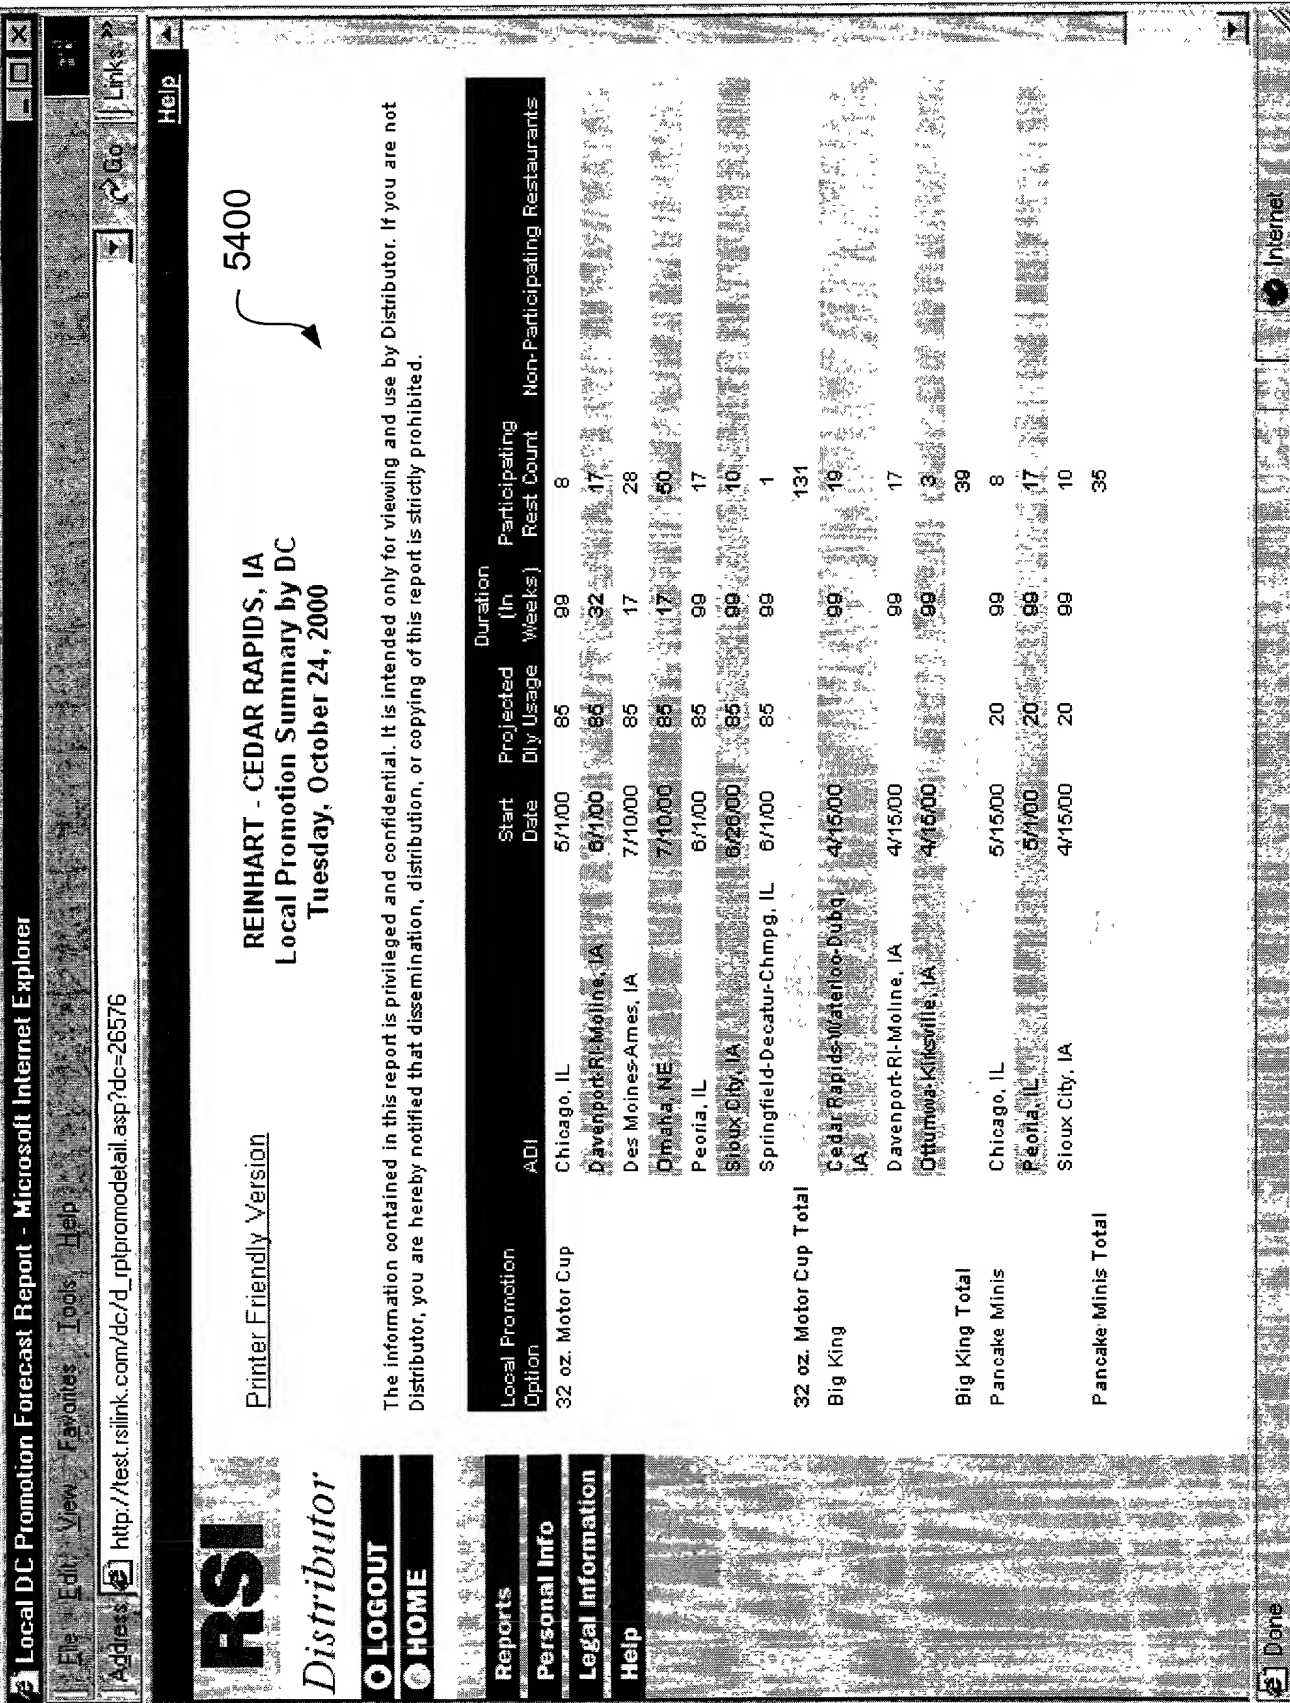 Local DC Promotion Forecast Report - Microsoft Internet Explorer
File Edit View Favorites Tools Help
Address http://test.rsilink.com/dc/d_rptpromodetail.asp?dc=26576 Go Links »
Help
RSI
Distributor
LOGOUT
HOME
Reports
Personal Info
Legal Information
Help
Printer Friendly Version
REINHART - CEDAR RAPIDS, IA
Local Promotion Summary by DC
Tuesday, October 24, 2000
5400
The information contained in this report is privileged and confidential. It is intended only for viewing and use by Distributor. If you are not
Distributor, you are hereby notified that dissemination, distribution, or copying of this report is strictly prohibited.
Local Promotion Option ADI Start Date Projected Dly Usage Duration (In Weeks) Participating Rest Count Non-Participating Restaurants
32 oz. Motor Cup Chicago, IL 5/1/00 85 99 8
Davenport-RI-Moline, IA 6/1/00 85 32 17
Des Moines-Ames, IA 7/10/00 85 17 28
Omaha, NE 7/10/00 85 17 50
Peoria, IL 6/1/00 85 99 17
Sioux City, IA 6/26/00 85 99 10
Springfield-Decatur-Chmpg, IL 6/1/00 85 99 1
32 oz. Motor Cup Total 131
Big King Cedar Rapids-Waterloo-Dubq, IA 4/15/00 99 19
Davenport-RI-Moline, IA 4/15/00 99 17
Ottumwa-Kirksville, IA 4/15/00 99 3
Big King Total 39
Pancake Minis Chicago, IL 5/15/00 20 99 8
Peoria, IL 5/1/00 20 99 17
Sioux City, IA 4/15/00 20 99 10
Pancake Minis Total 35
Done Internet